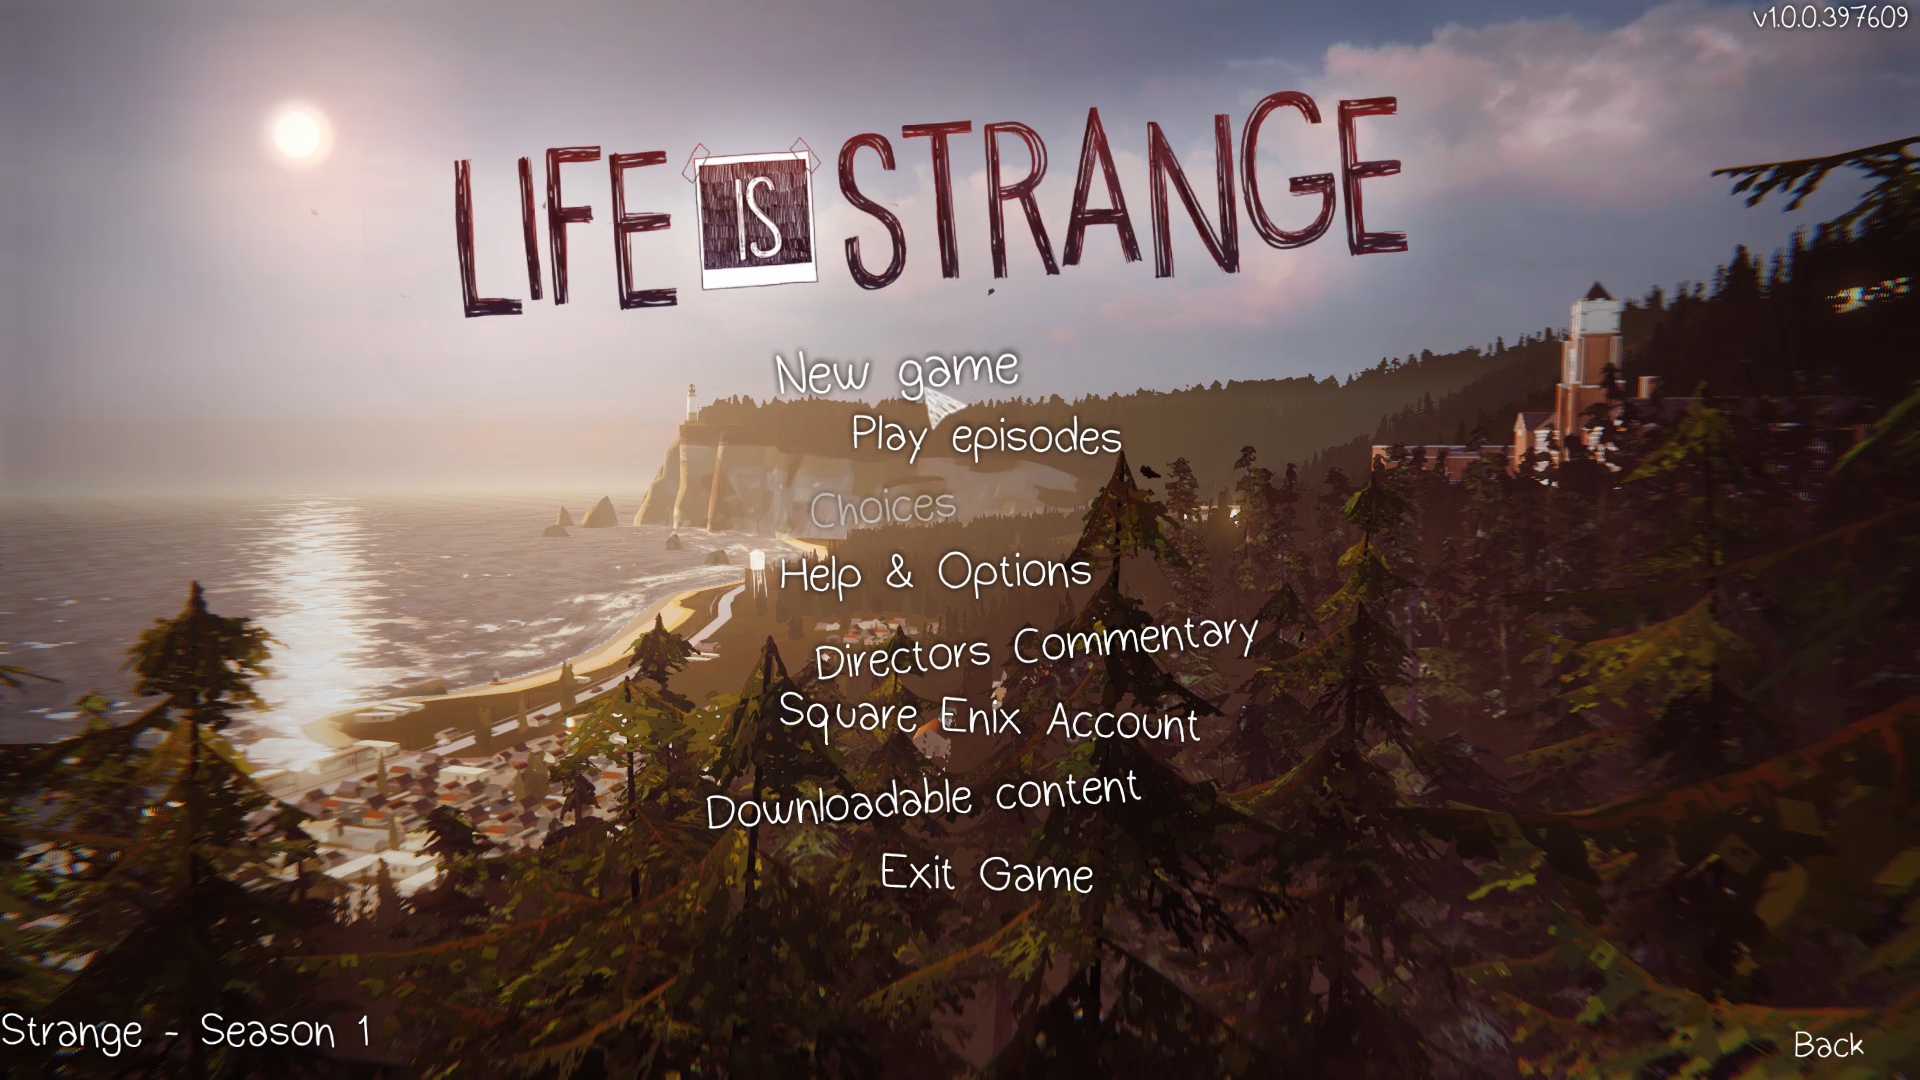 v1.0.0.397609
LIFE IS STRANGE
New game
Play episodes
Choices
Help & Options
Directors Commentary
Square Enix Account
Downloadable content
Exit Game
Strange - Season 1
Back